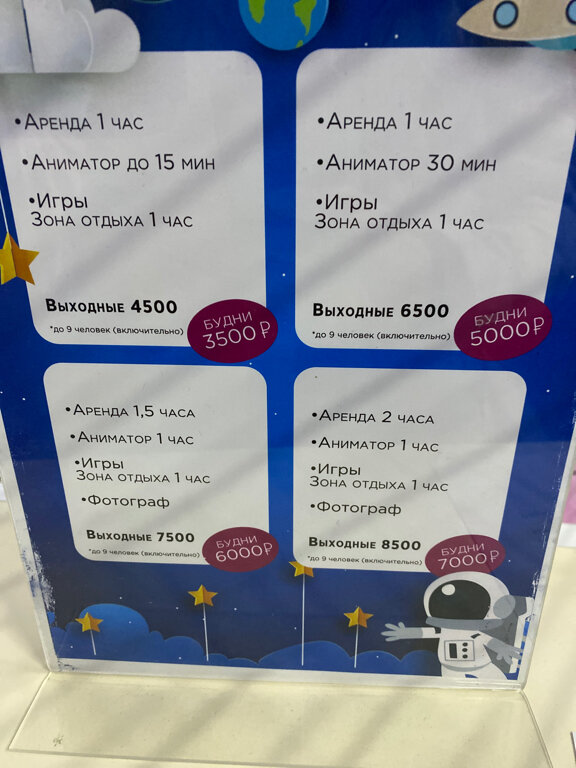 •Аренда 1 час
•Аниматор до 15 мин
•Игры
Зона отдыха 1 час
Выходные 4500
*до 9 человек (включительно)
будни
3500 ₽
•Аренда 1 час
•Аниматор 30 мин
•Игры
Зона отдыха 1 час
Выходные 6500
*до 9 человек (включительно)
будни
5000 ₽
•Аренда 1,5 часа
•Аниматор 1 час
•Игры
Зона отдыха 1 час
•Фотограф
Выходные 7500
*до 9 человек (включительно)
будни
6000₽
•Аренда 2 часа
•Аниматор 1 час
•Игры
Зона отдыха 1 час
•Фотограф
Выходные 8500
*до 9 человек (включительно)
будни
7000₽